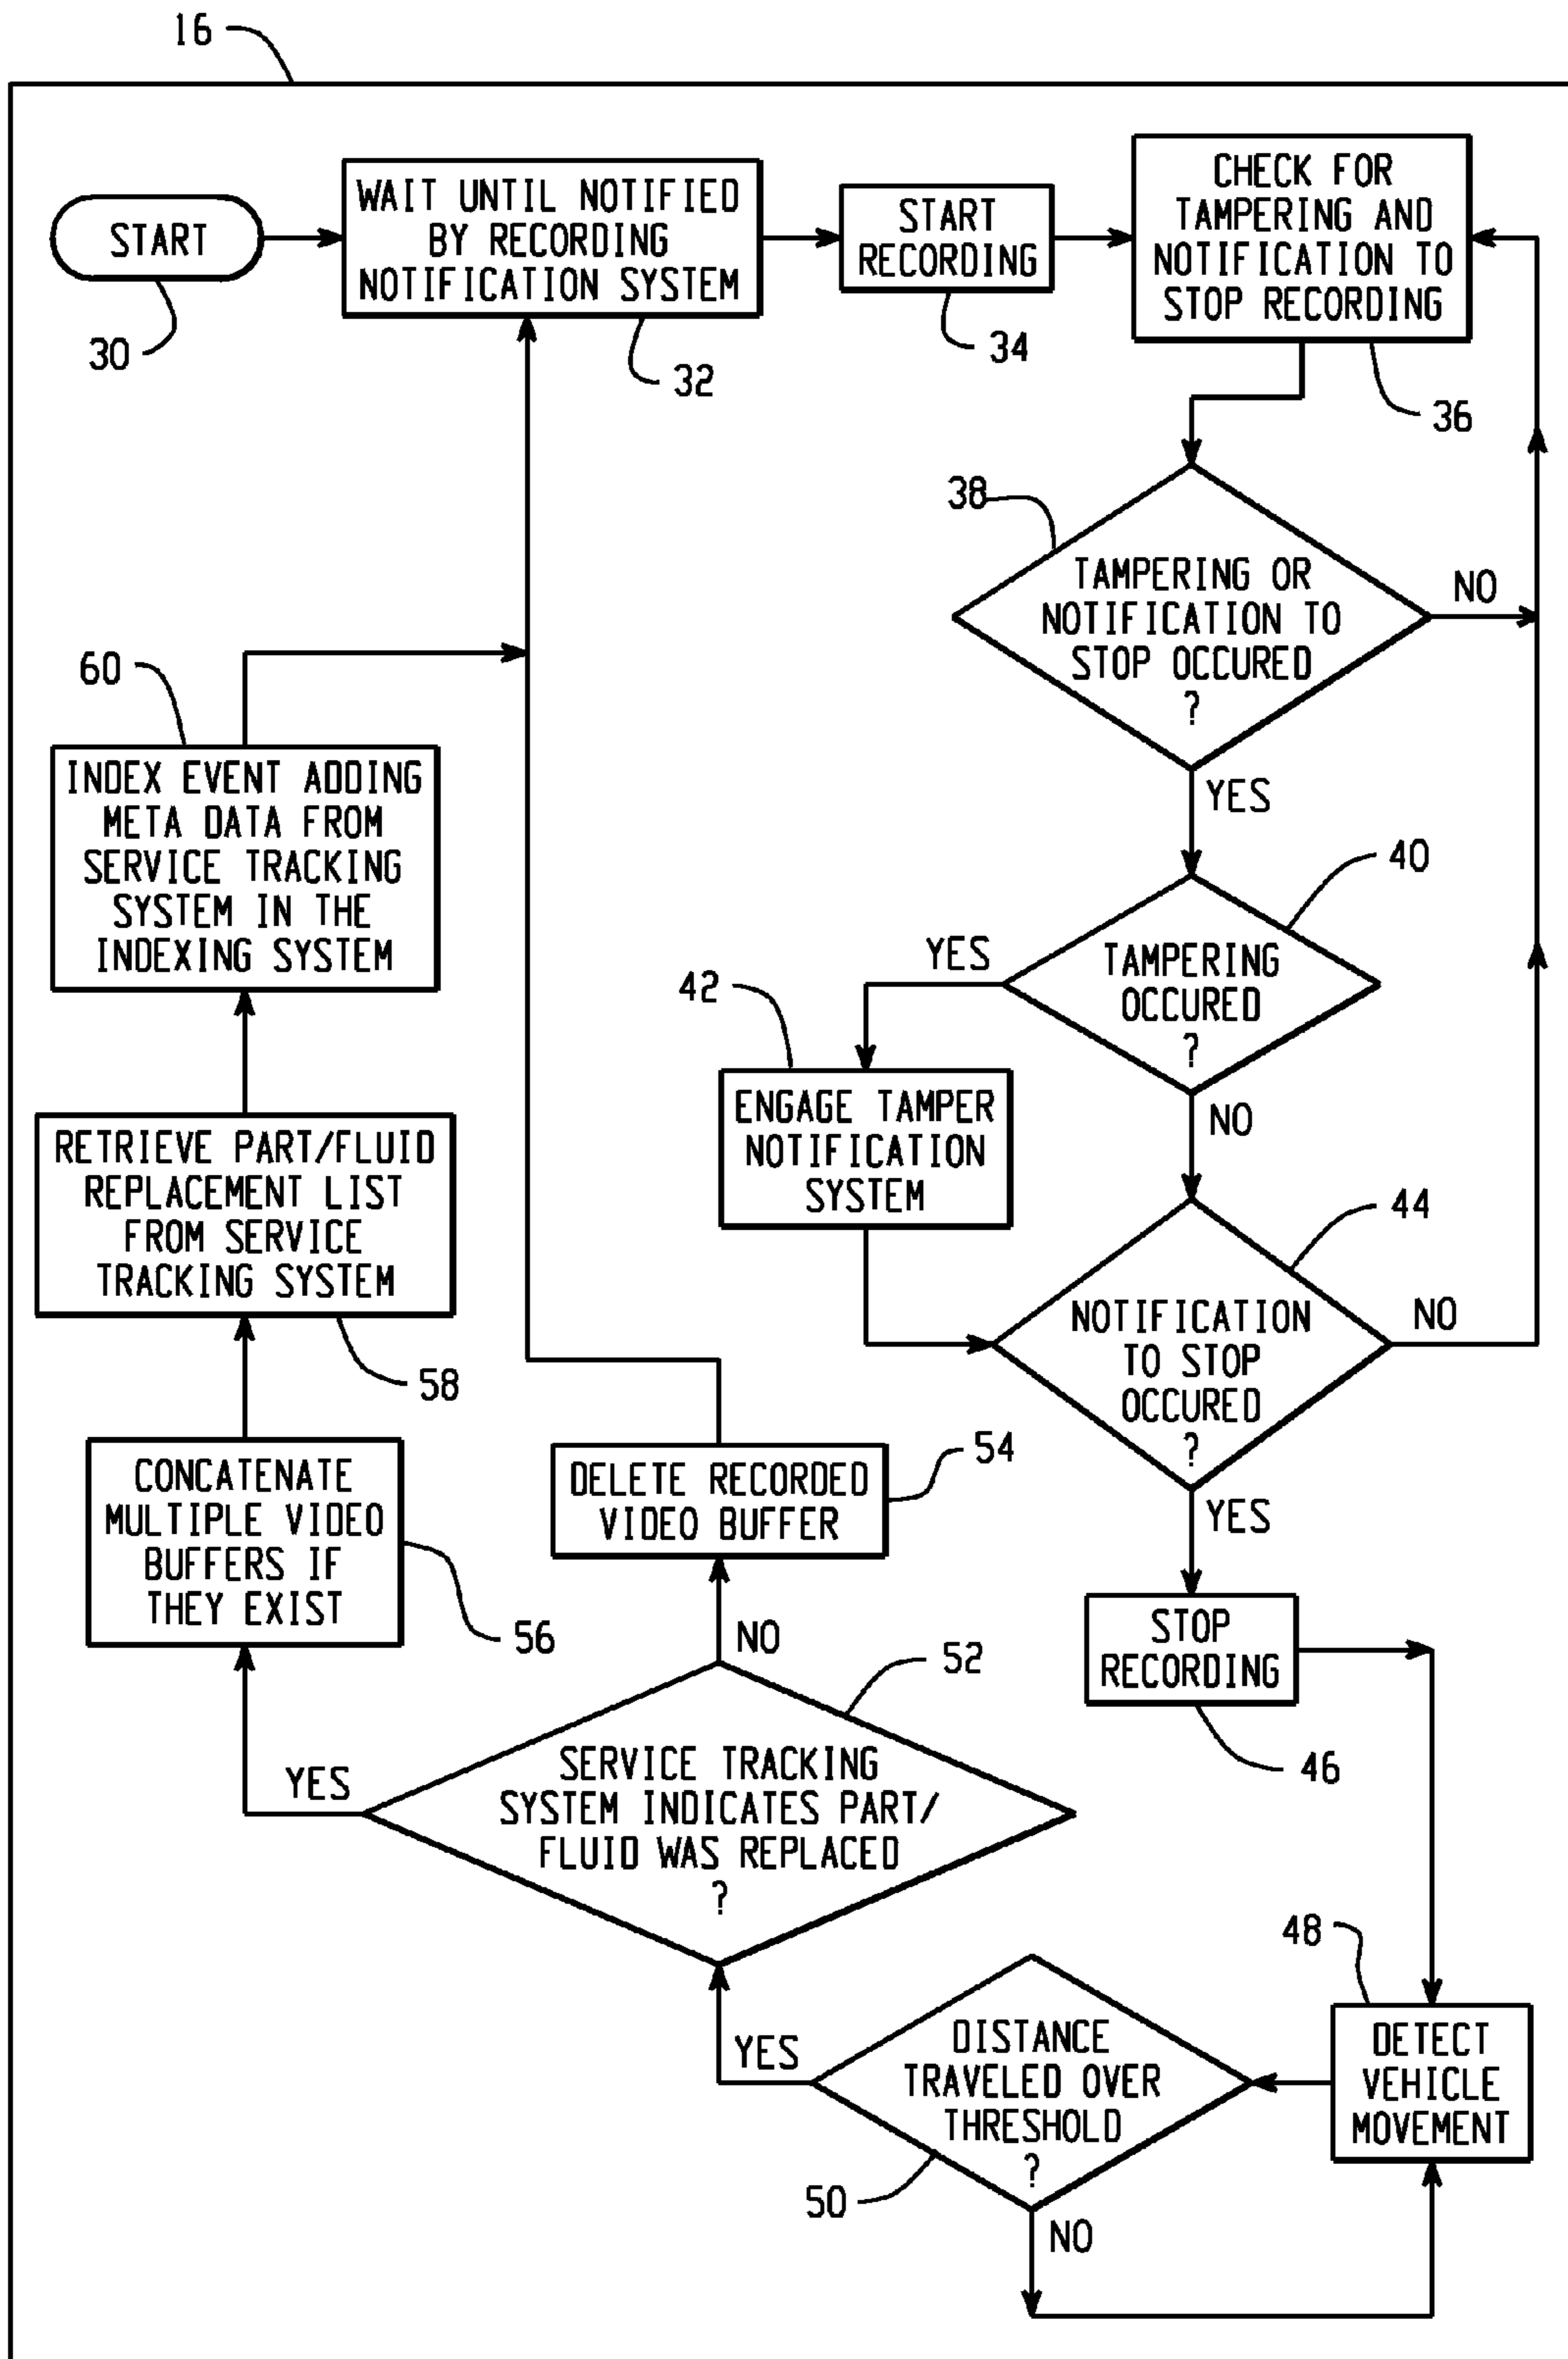 16
START
30
WAIT UNTIL NOTIFIED
BY RECORDING
NOTIFICATION SYSTEM
32
START
RECORDING
34
CHECK FOR
TAMPERING AND
NOTIFICATION TO
STOP RECORDING
36
38
TAMPERING OR
NOTIFICATION TO
STOP OCCURED
?
NO
YES
40
TAMPERING
OCCURED
?
YES
NO
42
ENGAGE TAMPER
NOTIFICATION
SYSTEM
44
NOTIFICATION
TO STOP
OCCURED
?
NO
YES
STOP
RECORDING
46
48
DETECT
VEHICLE
MOVEMENT
DISTANCE
TRAVELED OVER
THRESHOLD
?
50
NO
YES
52
SERVICE TRACKING
SYSTEM INDICATES PART/
FLUID WAS REPLACED
?
NO
YES
54
DELETE RECORDED
VIDEO BUFFER
CONCATENATE
MULTIPLE VIDEO
BUFFERS IF
THEY EXIST
56
RETRIEVE PART/FLUID
REPLACEMENT LIST
FROM SERVICE
TRACKING SYSTEM
58
60
INDEX EVENT ADDING
META DATA FROM
SERVICE TRACKING
SYSTEM IN THE
INDEXING SYSTEM